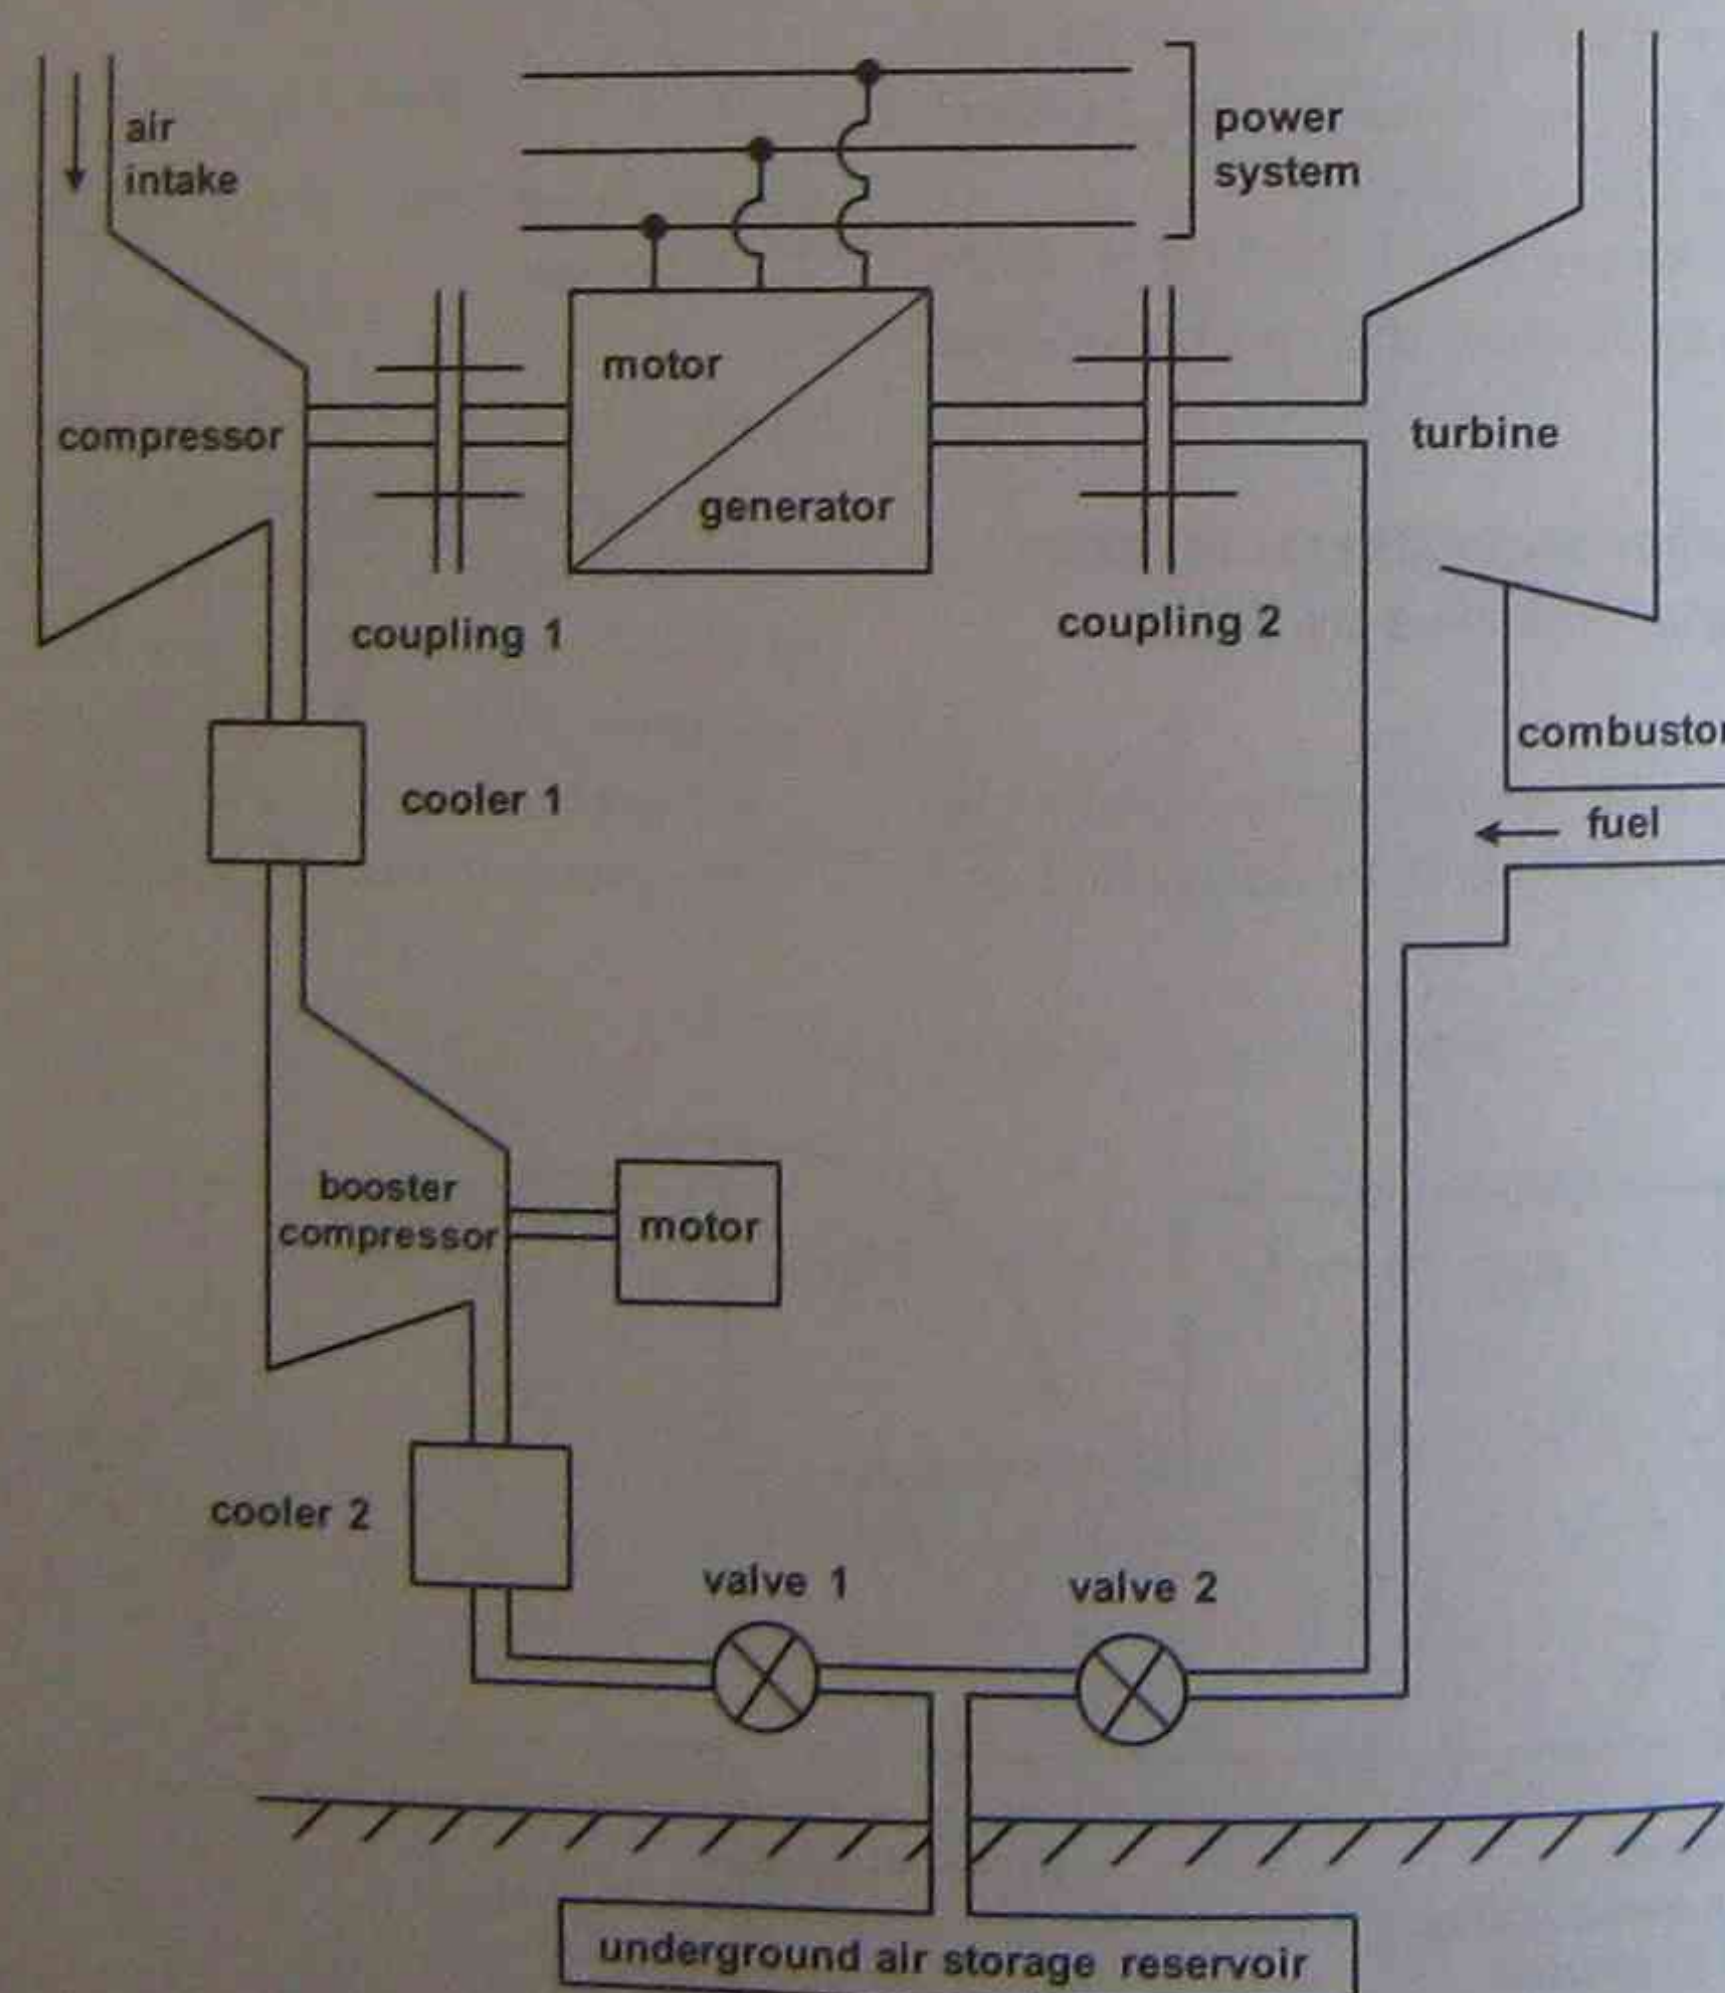 air
intake
power
system
motor
compressor
turbine
generator
coupling 1
coupling 2
combustor
cooler 1
fuel
booster
compressor
motor
cooler 2
valve 1
valve 2
underground air storage reservoir